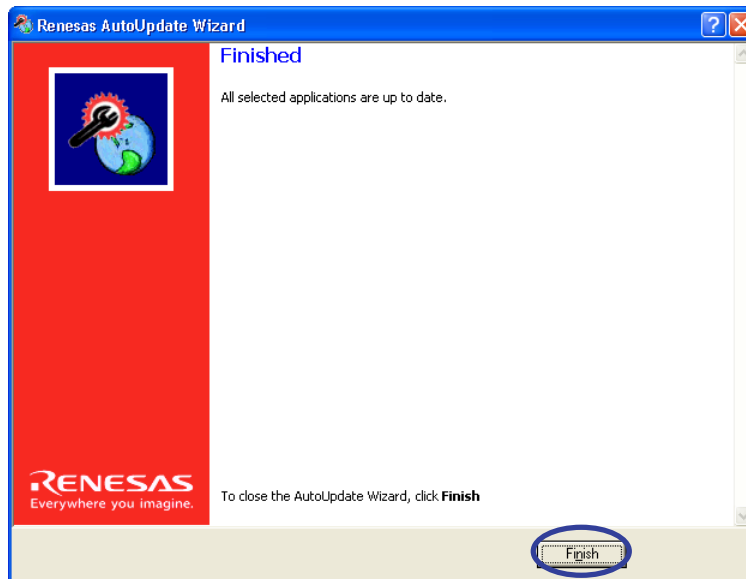 Renesas AutoUpdate Wizard
Finished
All selected applications are up to date.
RENESAS
Everywhere you imagine.
To close the AutoUpdate Wizard, click Finish
Finish